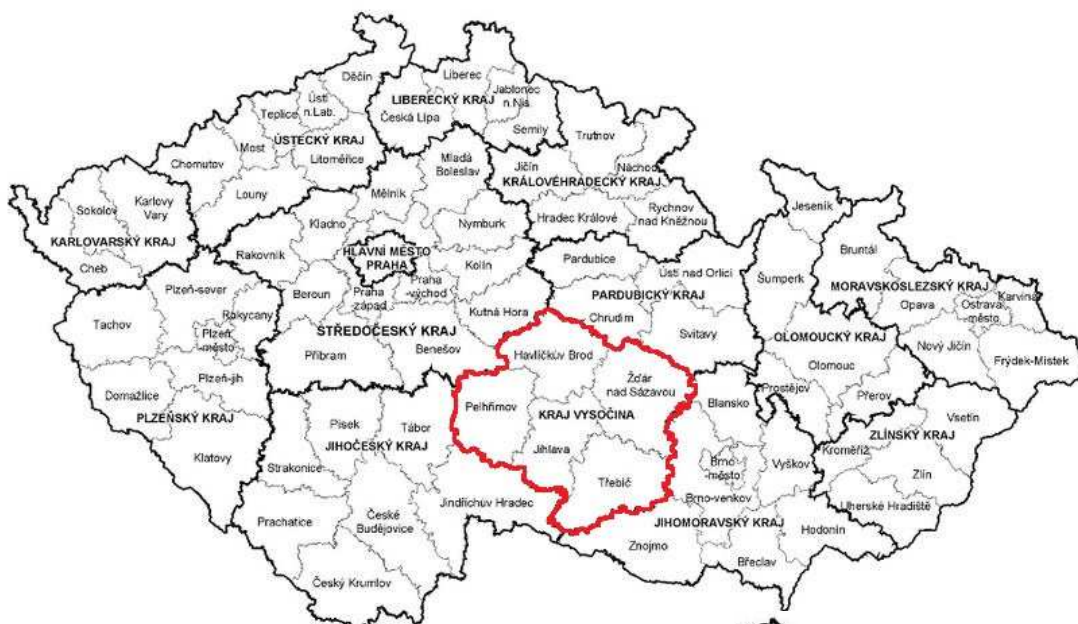 Děčín
Liberec
LIBERECKÝ KRAJ
Jablonec
n.Nis.
Ústí
n.Lab.
Teplice
Česká Lípa
Semily
Trutnov
Most
ÚSTECKÝ KRAJ
Chomutov
Litoměřice
Mladá
Boleslav
Jičín
Náchod
KRÁLOVÉHRADECKÝ KRAJ
Louny
Mělník
Karlovy
Vary
Sokolov
Hradec Králové
Rychnov
nad Kněžnou
Jeseník
Kladno
Nymburk
KARLOVARSKÝ KRAJ
Cheb
Rakovník
HLAVNÍ MĚSTO
PRAHA
Kolín
Pardubice
Ústí nad Orlicí
Šumperk
Bruntál
Plzeň-sever
Beroun
Praha
-západ
Praha
-východ
PARDUBICKÝ KRAJ
MORAVSKOSLEZSKÝ KRAJ
Karviná
Opava
Ostrava-
město
Rokycany
Kutná Hora
Chrudim
Tachov
STŘEDOČESKÝ KRAJ
Svitavy
OLOMOUCKÝ KRAJ
Plzeň-
město
Příbram
Benešov
Havlíčkův Brod
Nový Jičín
Frýdek-Místek
Žďár
nad Sázavou
Olomouc
Plzeň-jih
Domažlice
Prostějov
Přerov
PLZEŇSKÝ KRAJ
Pelhřimov
KRAJ VYSOČINA
Blansko
Vsetín
Písek
Tábor
JIHOČESKÝ KRAJ
ZLÍNSKÝ KRAJ
Klatovy
Jihlava
Kroměříž
Strakonice
Brno-
město
Vyškov
Zlín
Třebíč
Jindřichův Hradec
Brno-venkov
Uherské Hradiště
Prachatice
České
Budějovice
JIHOMORAVSKÝ KRAJ
Hodonín
Znojmo
Břeclav
Český Krumlov